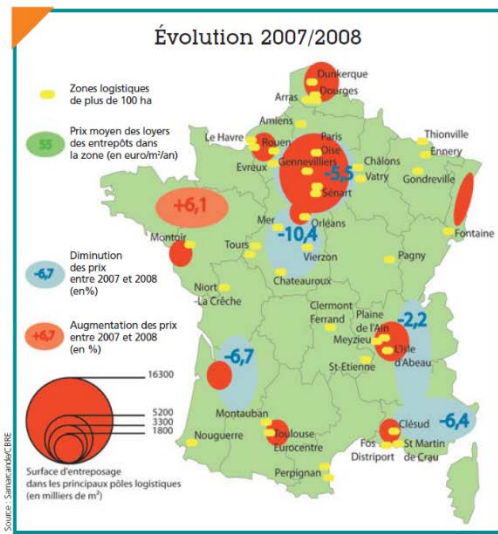 Évolution 2007/2008
Zones logistiques
de plus de 100 ha
55
Prix moyen des loyers
des entrepôts dans
la zone (en euro/m²/an)
-6,7
Diminution
des prix
entre 2007 et 2008
(en%)
+6,7
Augmentation des prix
entre 2007 et 2008
(en %)
16300
5200
3300
1800
Surface d'entreposage
dans les principaux pôles logistiques
(en milliers de m²)
Source : Samarcande/CBRE
Dunkerque
Dourges
Arras
Amiens
Le Havre
Rouen
Evreux
Paris
Oise
Gennevilliers
-5,5
Sénart
Châlons
Vatry
Thionville
Ennery
Gondreville
Fontaine
+6,1
Montoir
Mer
Orléans
-10,4
Tours
Vierzon
Chateauroux
Pagny
Niort
-La Crêche
Clermont
Ferrand
Plaine
de l'Ain
Meyzieu
L'Isle
d'Abeau
St-Etienne
-2,2
-6,7
Montauban
Toulouse
Eurocentre
Nouguerre
Perpignan
Clésud
Fos
Distriport
St Martin
de Crau
-6,4